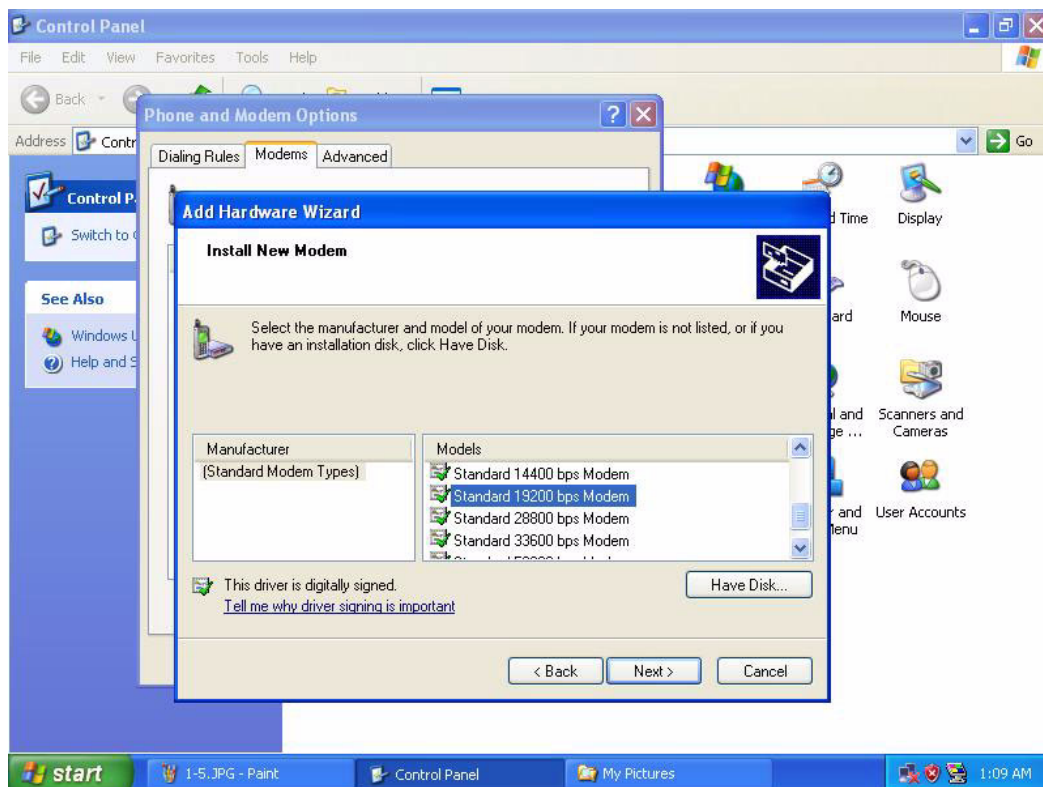 Control Panel
File Edit View Favorites Tools Help
Back
Address Contr Go
Phone and Modem Options
Dialing Rules Modems Advanced
Control P
Switch to
See Also
Windows U
Help and S
Add Hardware Wizard
Install New Modem
Select the manufacturer and model of your modem. If your modem is not listed, or if you
have an installation disk, click Have Disk.
Manufacturer
(Standard Modem Types)
Models
Standard 14400 bps Modem
Standard 19200 bps Modem
Standard 28800 bps Modem
Standard 33600 bps Modem
This driver is digitally signed.
Tell me why driver signing is important
Have Disk...
< Back Next > Cancel
d Time Display
ard Mouse
l and Scanners and
ge ... Cameras
and User Accounts
enu
start 1-5.JPG - Paint Control Panel My Pictures 1:09 AM